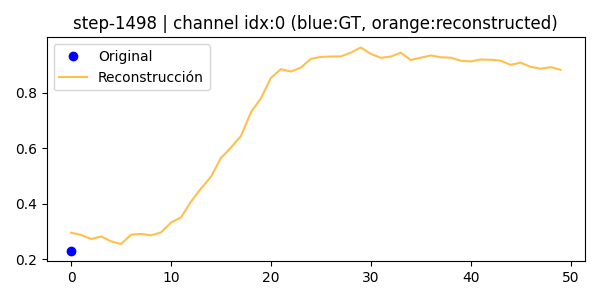 step-1498 | channel idx:0 (blue:GT, orange:reconstructed)
Original
Reconstrucción
0.8
0.6
0.4
0.2
0 10 20 30 40 50